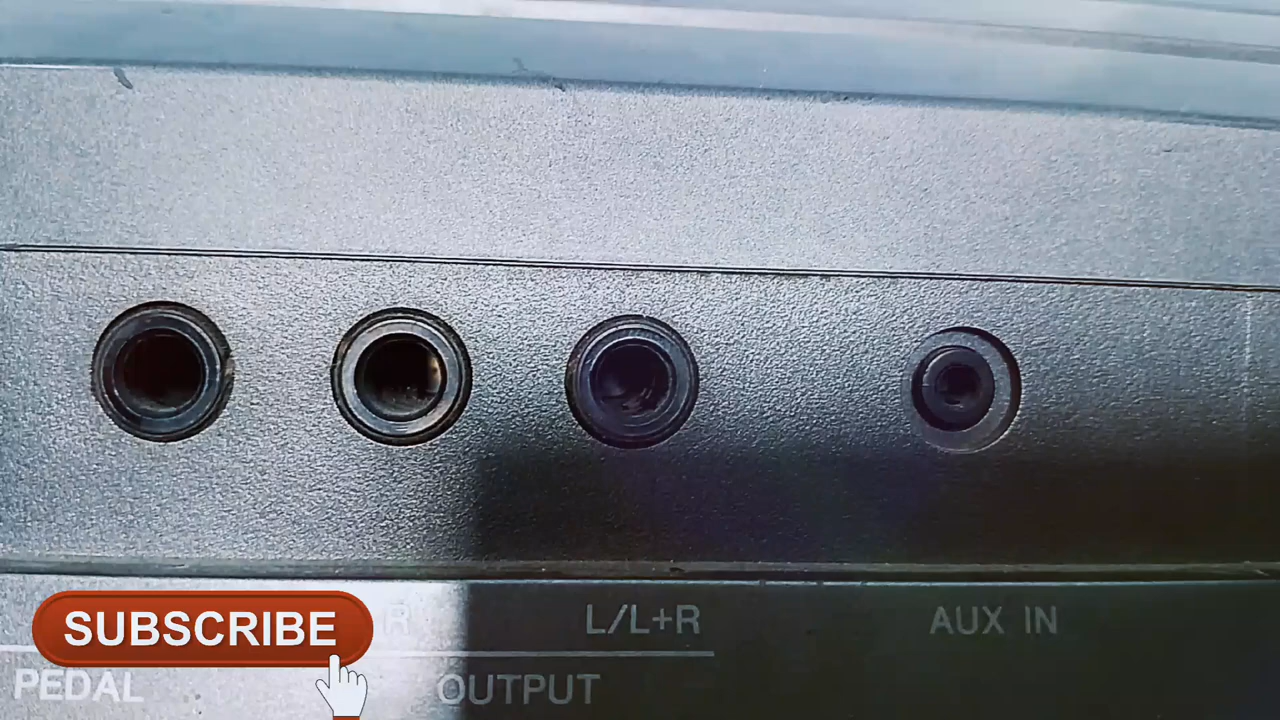 SUBSCRIBE
R
L/L+R
AUX IN
PEDAL
OUTPUT